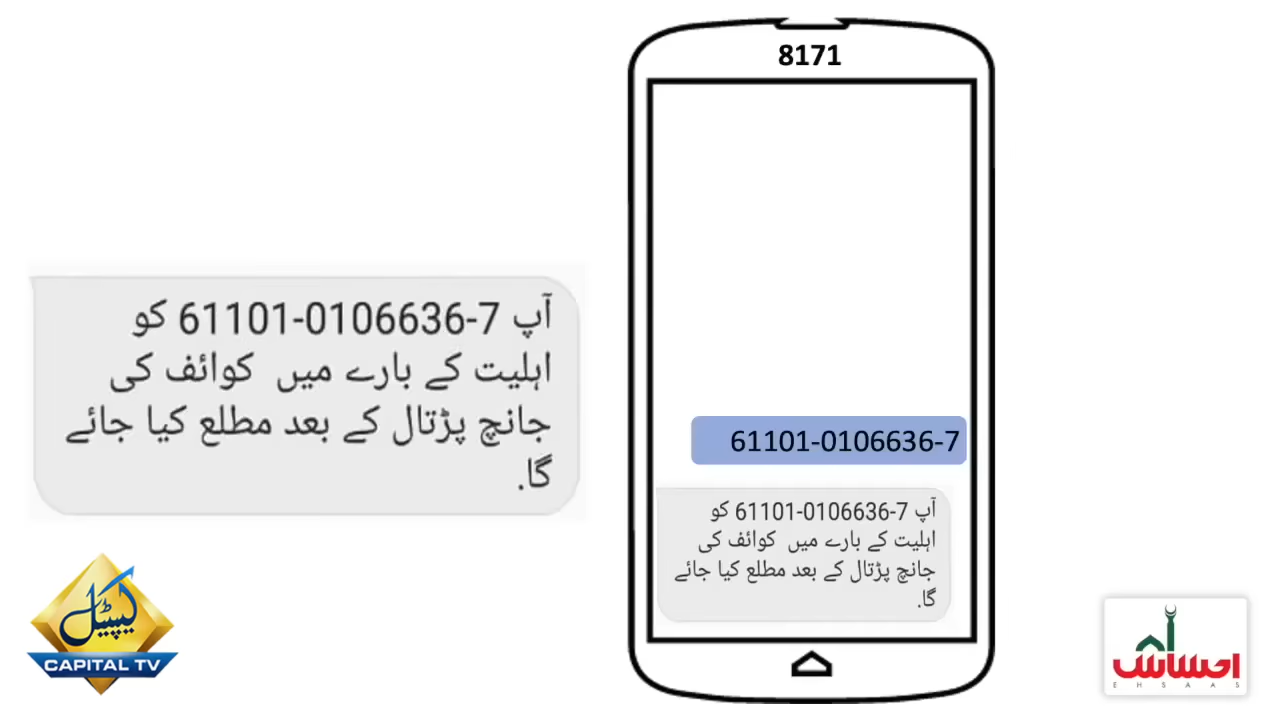 8171
آپ 61101-0106636-7 کو
اہلیت کے بارے میں کوائف کی
جانچ پڑتال کے بعد مطلع کیا جائے
گا.
61101-0106636-7
آپ 61101-0106636-7 کو
اہلیت کے بارے میں کوائف کی
جانچ پڑتال کے بعد مطلع کیا جائے
گا.
کیپیٹل
CAPITAL TV
احساس
EHSAAS